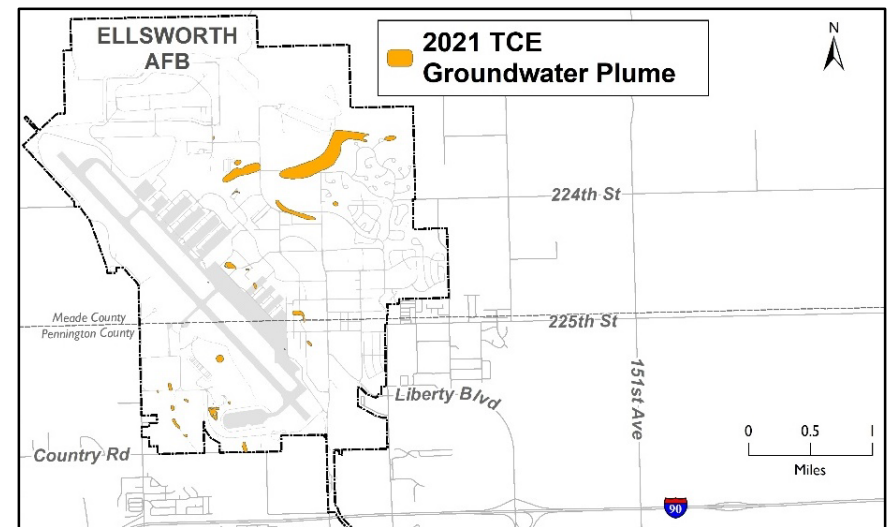 ELLSWORTH
AFB
2021 TCE
Groundwater Plume
N
224th St
Meade County
Pennington County
225th St
151st Ave
Liberty Blvd
Country Rd
0 0.5 1
Miles
90